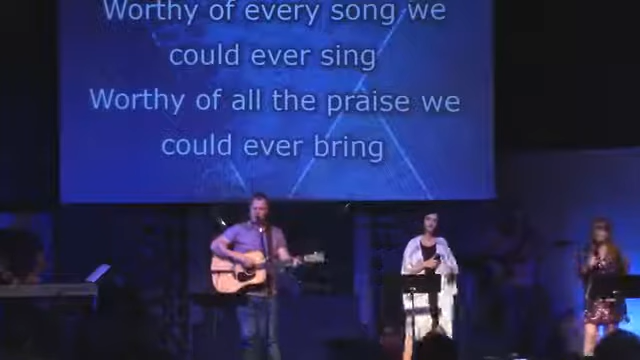 Worthy of every song we
could ever sing
Worthy of all the praise we
could ever bring